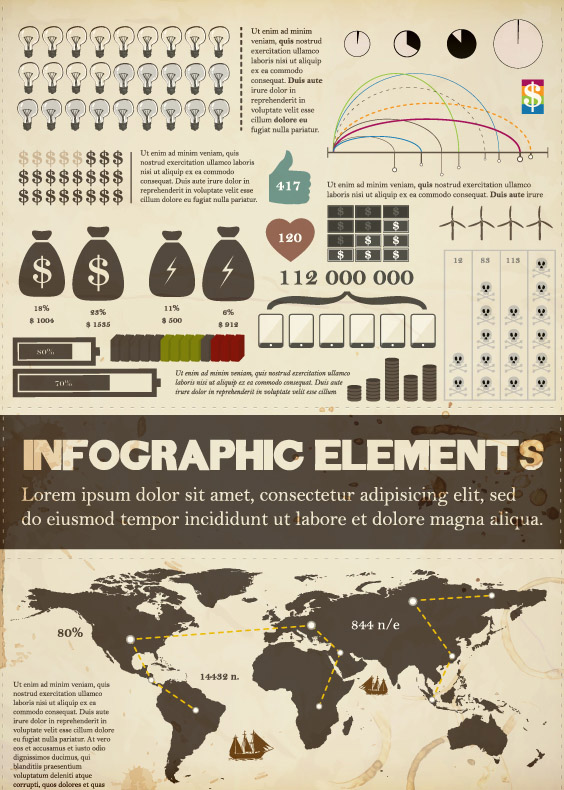 Ut enim ad minim
veniam, quis nostrud
exercitation ullamco
laboris nisi ut aliquip
ex ea commodo
consequat. Duis aute
irure dolor in
reprehenderit in
voluptate velit esse
cillum dolore eu
fugiat nulla pariatur.
$
$ $ $ $ $ $ $ $ $
$ $ $ $ $ $ $ $ $
$ $ $ $ $ $ $ $ $
Ut enim ad minim veniam, quis nostrud
exercitation ullamco laboris nisi ut aliquip
ex ea commodo consequat. Duis aute irure
dolor in reprehenderit in voluptate velit
esse cillum dolore eu fugiat nulla pariatur.
417
Ut enim ad minim veniam, quis nostrud exercitation ullamco
laboris nisi ut aliquip ex ea commodo consequat. Duis aute irure
120
$ $ $
$ $ $
$ $ $
$ $ $
$ $
18%
$ 1004
23%
$ 1535
11%
$ 500
6%
$ 912
112 000 000
12 83 113
80%
70%
Ut enim ad minim veniam, quis nostrud exercitation ullamco
laboris nisi ut aliquip ex ea commodo consequat. Duis aute
irure dolor in reprehenderit in voluptate velit esse cillum
INFOGRAPHIC ELEMENTS
Lorem ipsum dolor sit amet, consectetur adipisicing elit, sed
do eiusmod tempor incididunt ut labore et dolore magna aliqua.
80%
844 n/e
14432 n.
Ut enim ad minim veniam, quis
nostrud exercitation ullamco
laboris nisi ut aliquip ex ea
commodo consequat. Duis aute
irure dolor in reprehenderit in
voluptate velit esse cillum dolore
eu fugiat nulla pariatur. At vero
eos et accusamus et iusto odio
dignissimos ducimus, qui
blanditiis praesentium
voluptatum deleniti atque
corrupti, quos dolores et quas